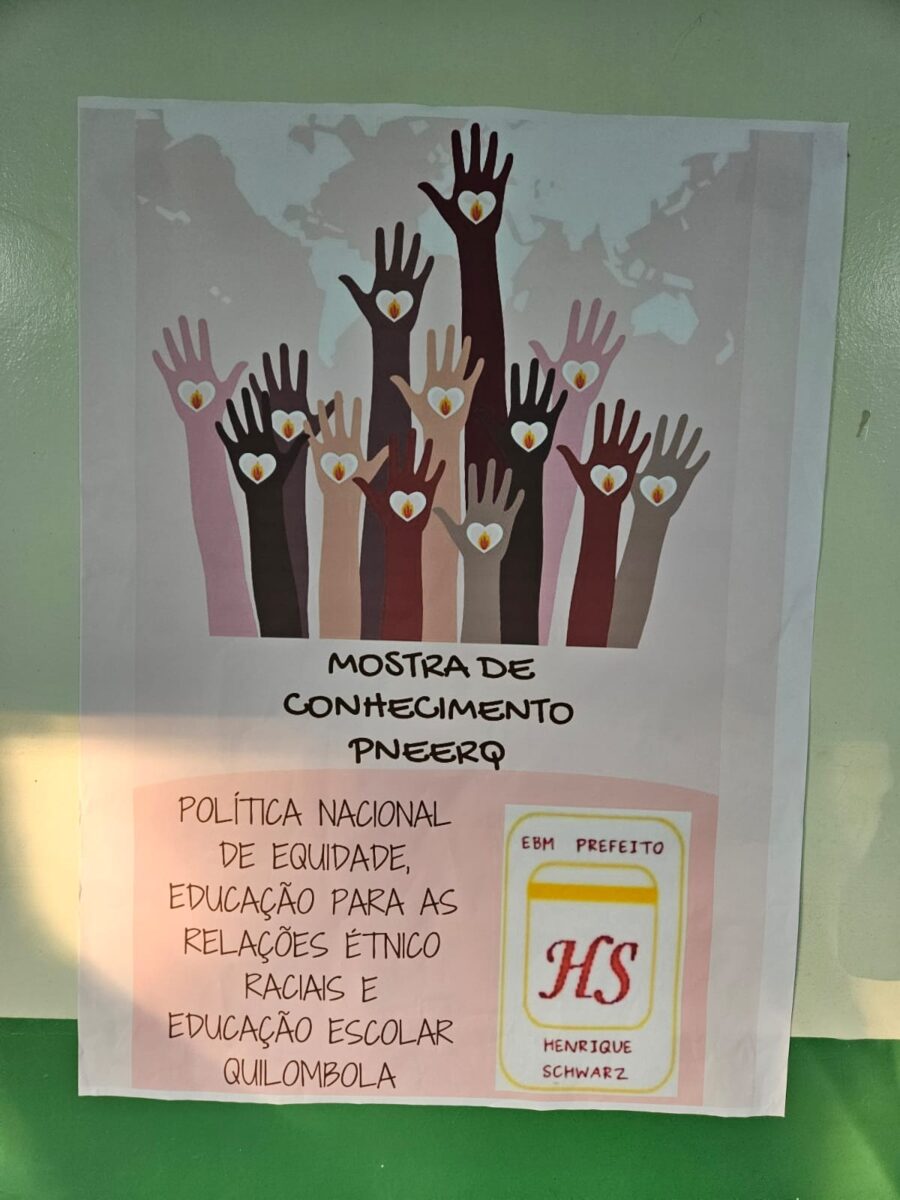 MOSTRA DE
CONHECIMENTO
PNEERQ
POLÍTICA NACIONAL
DE EQUIDADE,
EDUCAÇÃO PARA AS
RELAÇÕES ÉTNICO
RACIAIS E
EDUCAÇÃO ESCOLAR
QUILOMBOLA
EBM PREFEITO
HS
HENRIQUE
SCHWARZ